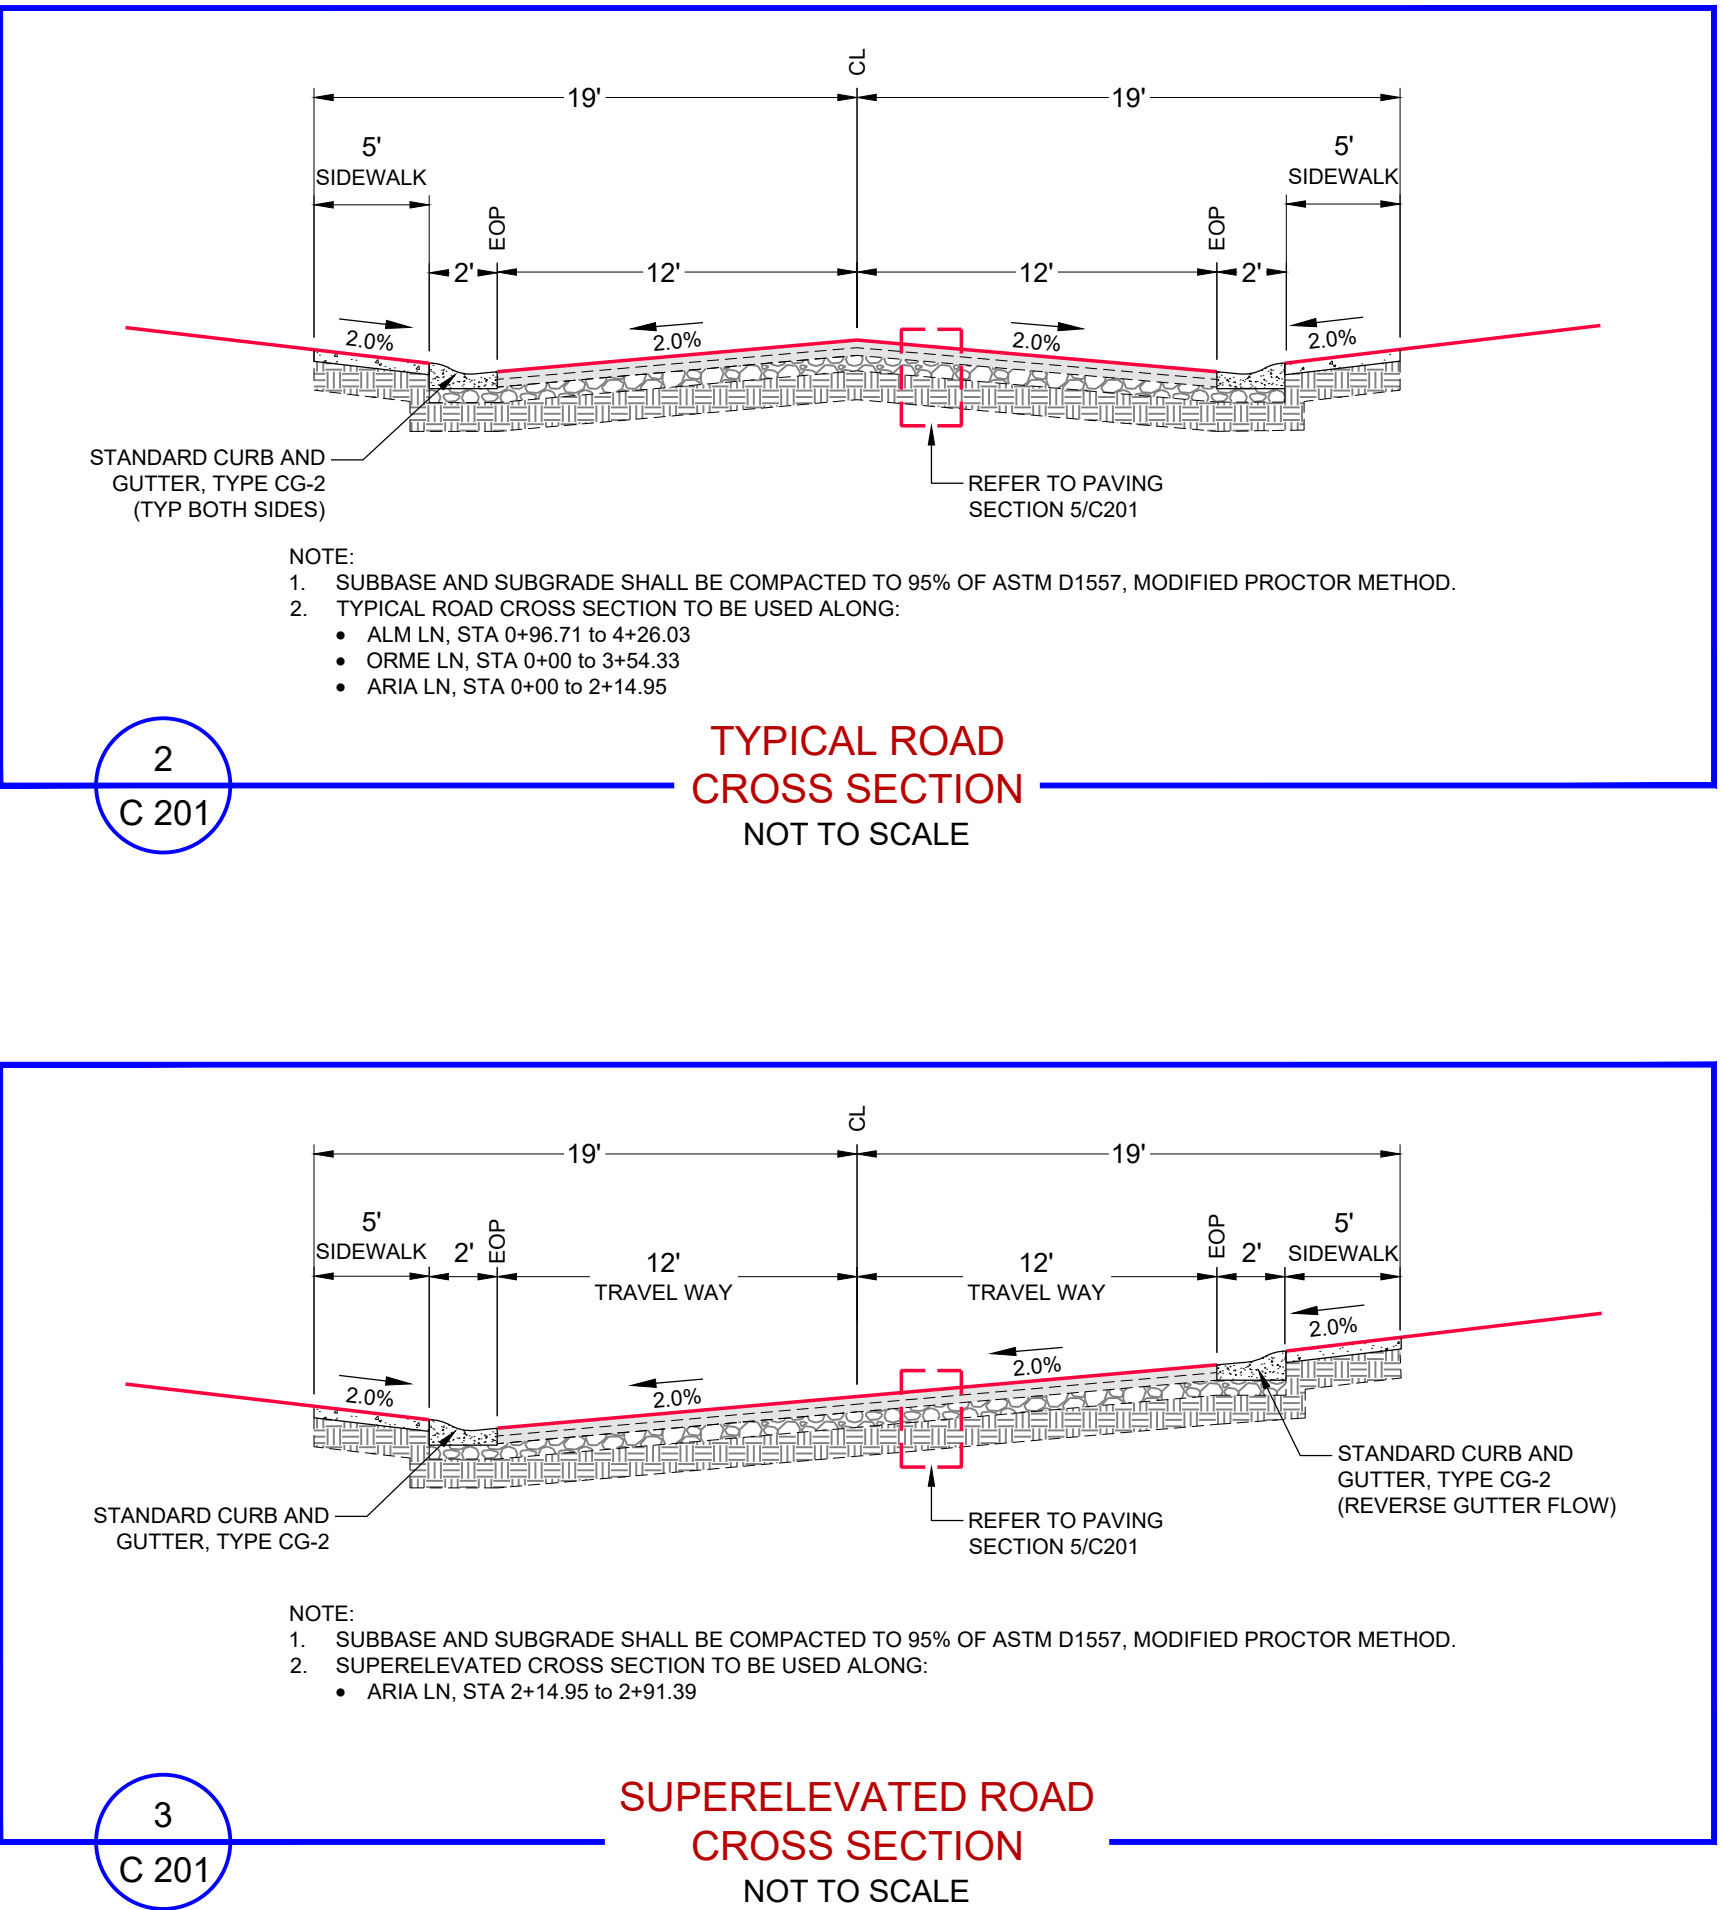 CL
19'
19'
5'
SIDEWALK
5'
SIDEWALK
EOP
EOP
2'
12'
12'
2'
2.0%
2.0%
2.0%
2.0%
STANDARD CURB AND
GUTTER, TYPE CG-2
(TYP BOTH SIDES)
REFER TO PAVING
SECTION 5/C201
NOTE:
1. SUBBASE AND SUBGRADE SHALL BE COMPACTED TO 95% OF ASTM D1557, MODIFIED PROCTOR METHOD.
2. TYPICAL ROAD CROSS SECTION TO BE USED ALONG:
• ALM LN, STA 0+96.71 to 4+26.03
• ORME LN, STA 0+00 to 3+54.33
• ARIA LN, STA 0+00 to 2+14.95
2
C 201
TYPICAL ROAD
CROSS SECTION
NOT TO SCALE
CL
19'
19'
5'
SIDEWALK
2'
EOP
12'
TRAVEL WAY
12'
TRAVEL WAY
EOP
2'
5'
SIDEWALK
2.0%
2.0%
2.0%
2.0%
STANDARD CURB AND
GUTTER, TYPE CG-2
REFER TO PAVING
SECTION 5/C201
STANDARD CURB AND
GUTTER, TYPE CG-2
(REVERSE GUTTER FLOW)
NOTE:
1. SUBBASE AND SUBGRADE SHALL BE COMPACTED TO 95% OF ASTM D1557, MODIFIED PROCTOR METHOD.
2. SUPERELEVATED CROSS SECTION TO BE USED ALONG:
• ARIA LN, STA 2+14.95 to 2+91.39
3
C 201
SUPERELEVATED ROAD
CROSS SECTION
NOT TO SCALE